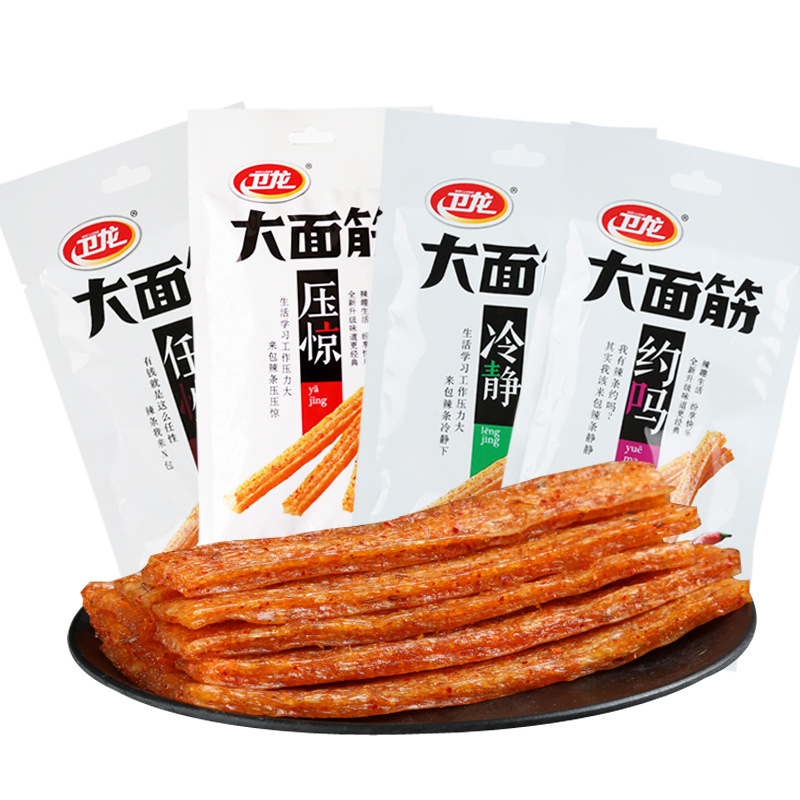 卫龙
®
大面
任
有钱就是这么任性
辣条我来N包
卫龙
®
大面筋
压惊
yā
jīng
辣趣生活 纷享快
全新升级味道更经典
生活学习工作压力大
来包辣条压压惊
卫龙
®
大面
冷静
lěng
jìng
生活学习工作压力大
来包辣条冷静下
卫龙
®
大面筋
约吗
yuē
ma
辣趣生活 纷享快乐
全新升级味道更经典
我有辣条约吗?
其实我该来包辣条静静